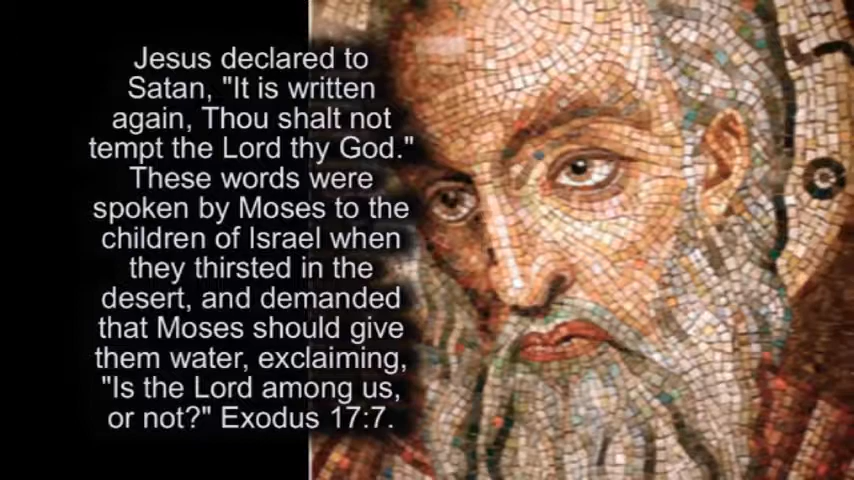 Jesus declared to
Satan, "It is written
again, Thou shalt not
tempt the Lord thy God."
These words were
spoken by Moses to the
children of Israel when
they thirsted in the
desert, and demanded
that Moses should give
them water, exclaiming,
"Is the Lord among us,
or not?" Exodus 17:7.